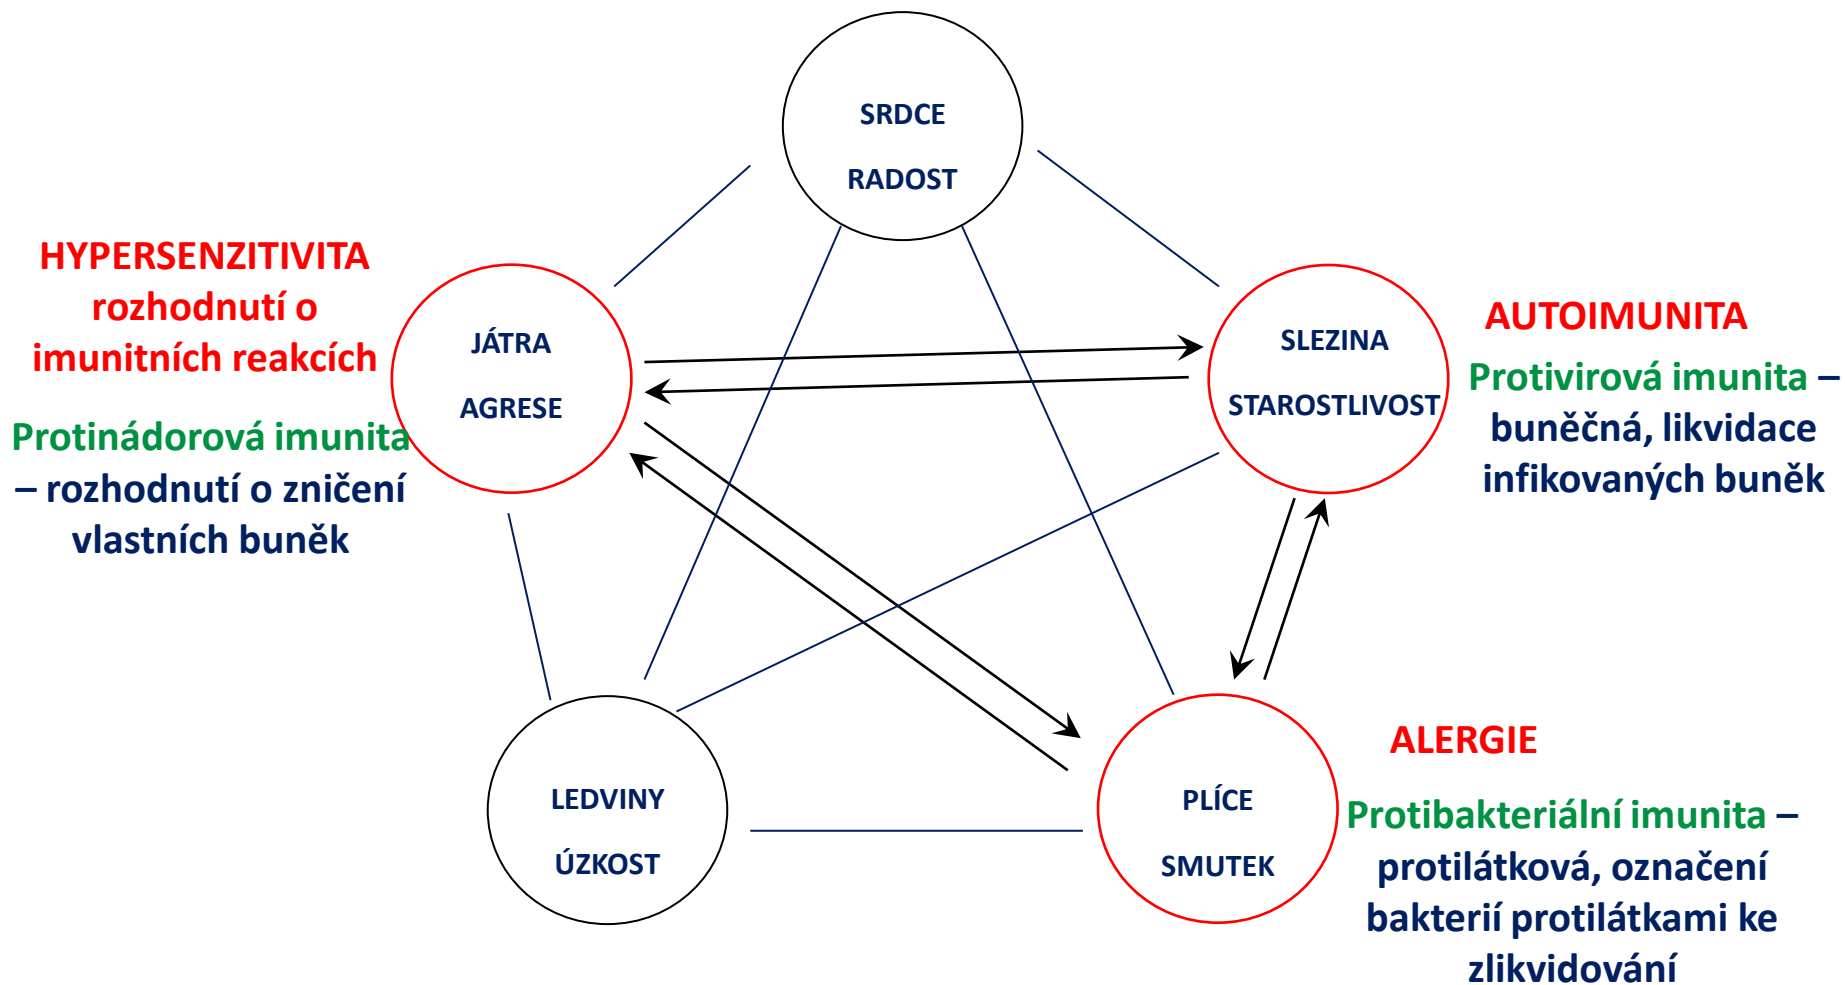 SRDCE
RADOST
HYPERSENZITIVITA
rozhodnutí o
imunitních reakcích
Protinádorová imunita
– rozhodnutí o zničení
vlastních buněk
JÁTRA
AGRESE
SLEZINA
STAROSTLIVOST
AUTOIMUNITA
Protivirová imunita –
buněčná, likvidace
infikovaných buněk
LEDVINY
ÚZKOST
PLÍCE
SMUTEK
ALERGIE
Protibakteriální imunita –
protilátková, označení
bakterií protilátkami ke
zlikvidování